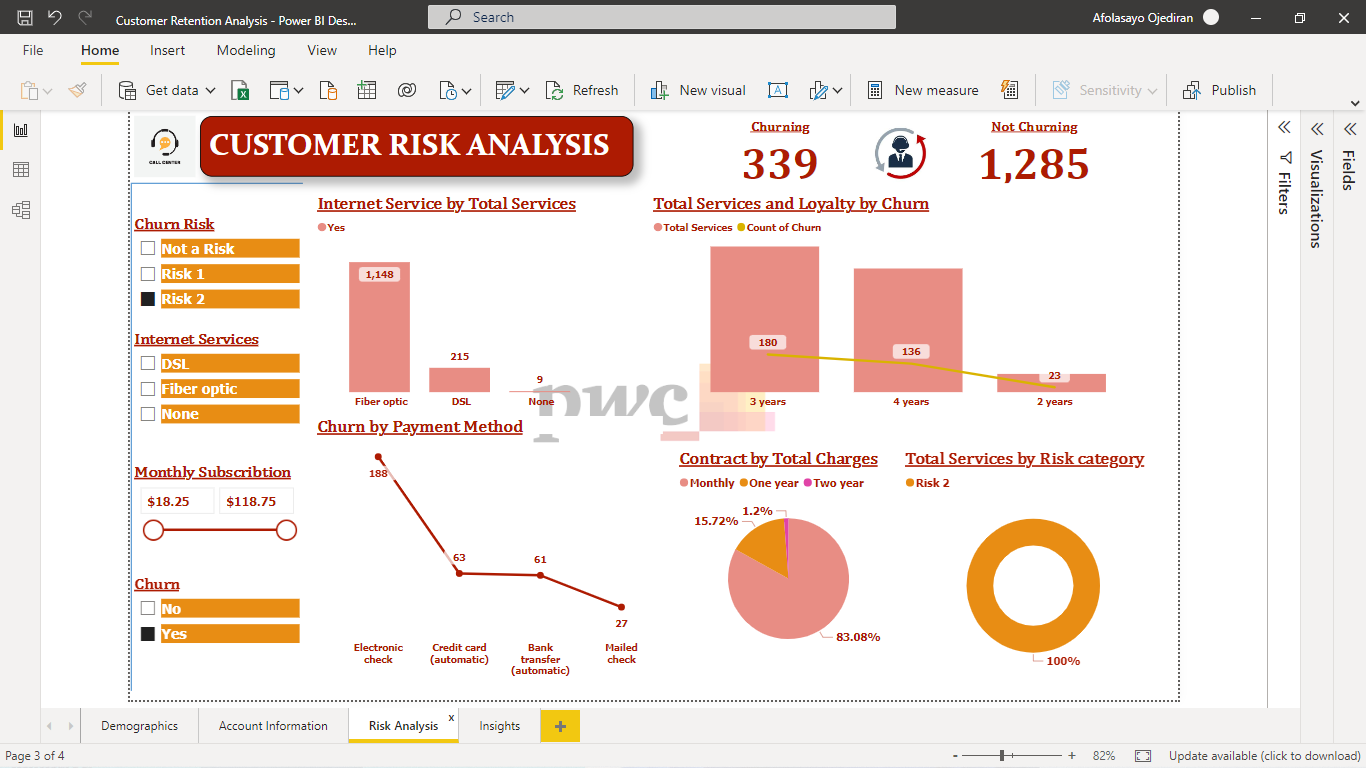 Customer Retention Analysis - Power BI Des...
Search
Afolasayo Ojediran
File
Home
Insert
Modeling
View
Help
Get data
Refresh
New visual
New measure
Sensitivity
Publish
CALL CENTER
CUSTOMER RISK ANALYSIS
Churning
339
Not Churning
1,285
Filters
Visualizations
Fields
Churn Risk
Not a Risk
Risk 1
Risk 2
Internet Services
DSL
Fiber optic
None
Monthly Subscribtion
$18.25
$118.75
Churn
No
Yes
Internet Service by Total Services
Yes
1,148
215
9
Fiber optic
DSL
None
Total Services and Loyalty by Churn
Total Services
Count of Churn
180
136
23
3 years
4 years
2 years
pwc
Churn by Payment Method
188
63
61
27
Electronic
check
Credit card
(automatic)
Bank
transfer
(automatic)
Mailed
check
Contract by Total Charges
Monthly
One year
Two year
1.2%
15.72%
83.08%
Total Services by Risk category
Risk 2
100%
Demographics
Account Information
Risk Analysis
x
Insights
+
Page 3 of 4
-
+
82%
Update available (click to download)